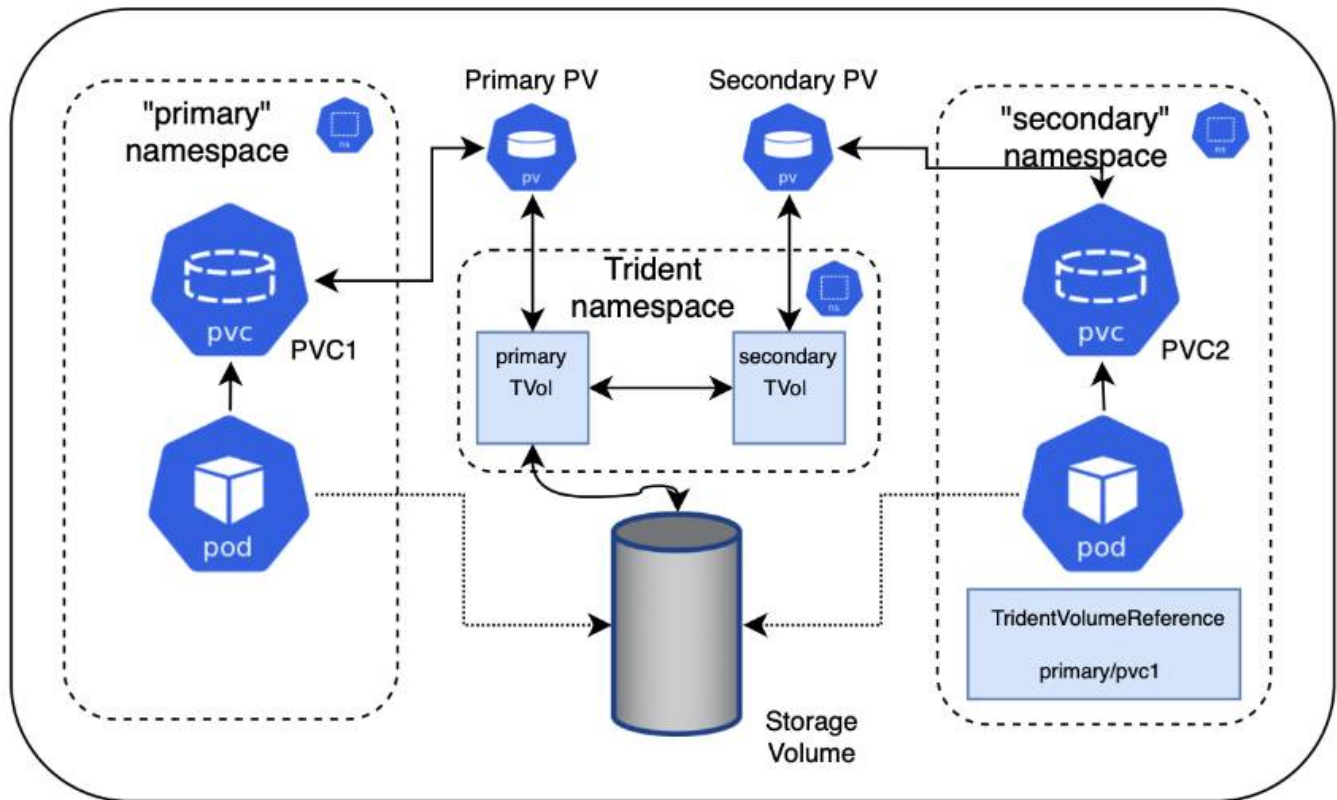 Primary PV
Secondary PV
"primary"
namespace
ns
pv
pv
"secondary"
namespace
ns
Trident
namespace
ns
pvc
PVC1
primary
TVol
secondary
TVol
pvc
PVC2
pod
pod
TridentVolumeReference
primary/pvc1
Storage
Volume